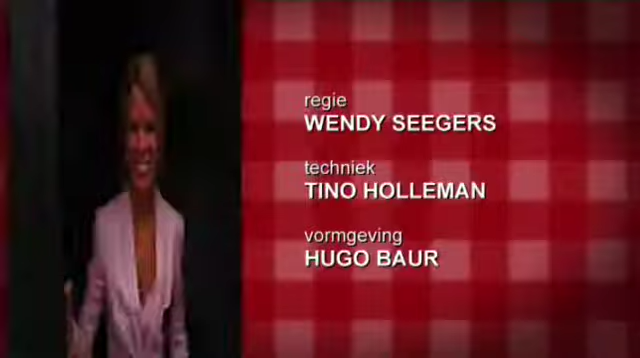 regie
WENDY SEEGERS
techniek
TINO HOLLEMAN
vormgeving
HUGO BAUR